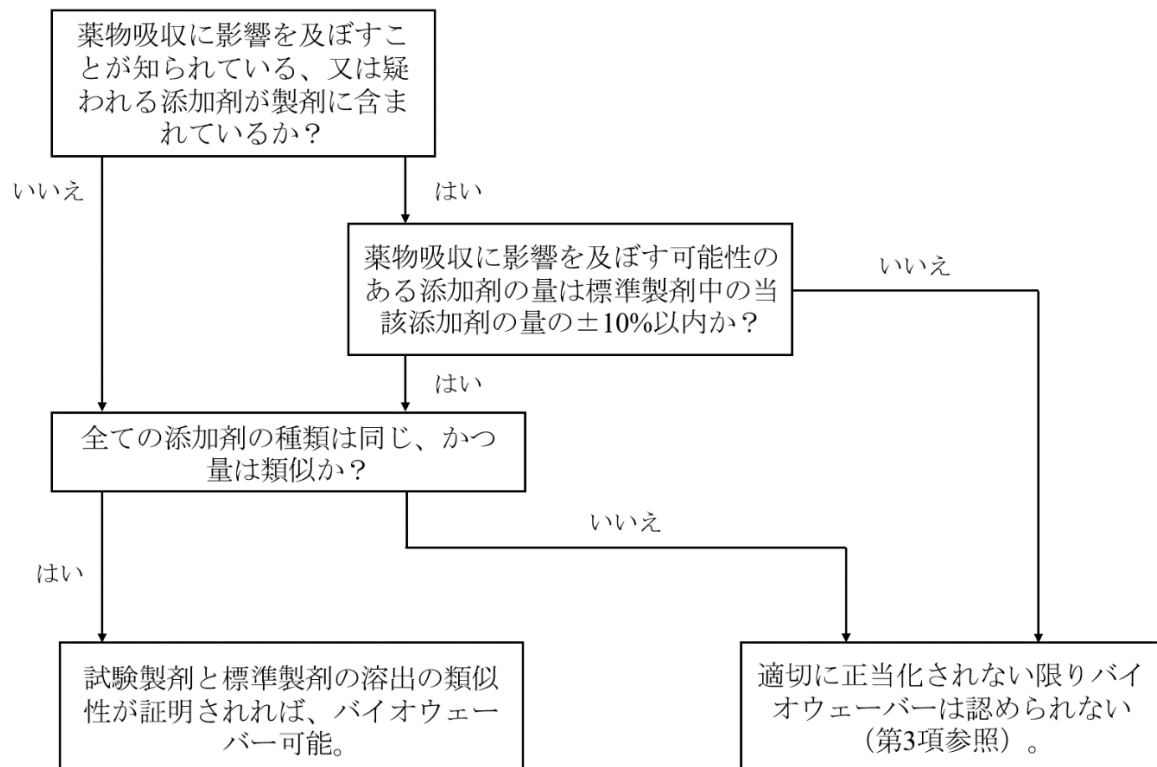 薬物吸収に影響を及ぼすこ
とが知られている、又は疑
われる添加剤が製剤に含ま
れているか？
いいえ
はい
薬物吸収に影響を及ぼす可能性の
ある添加剤の量は標準製剤中の当
該添加剤の量の±10%以内か？
いいえ
はい
全ての添加剤の種類は同じ、かつ
量は類似か？
いいえ
はい
試験製剤と標準製剤の溶出の類似
性が証明されれば、バイオウェー
バー可能。
適切に正当化されない限りバイ
オウェーバーは認められない
（第3項参照）。